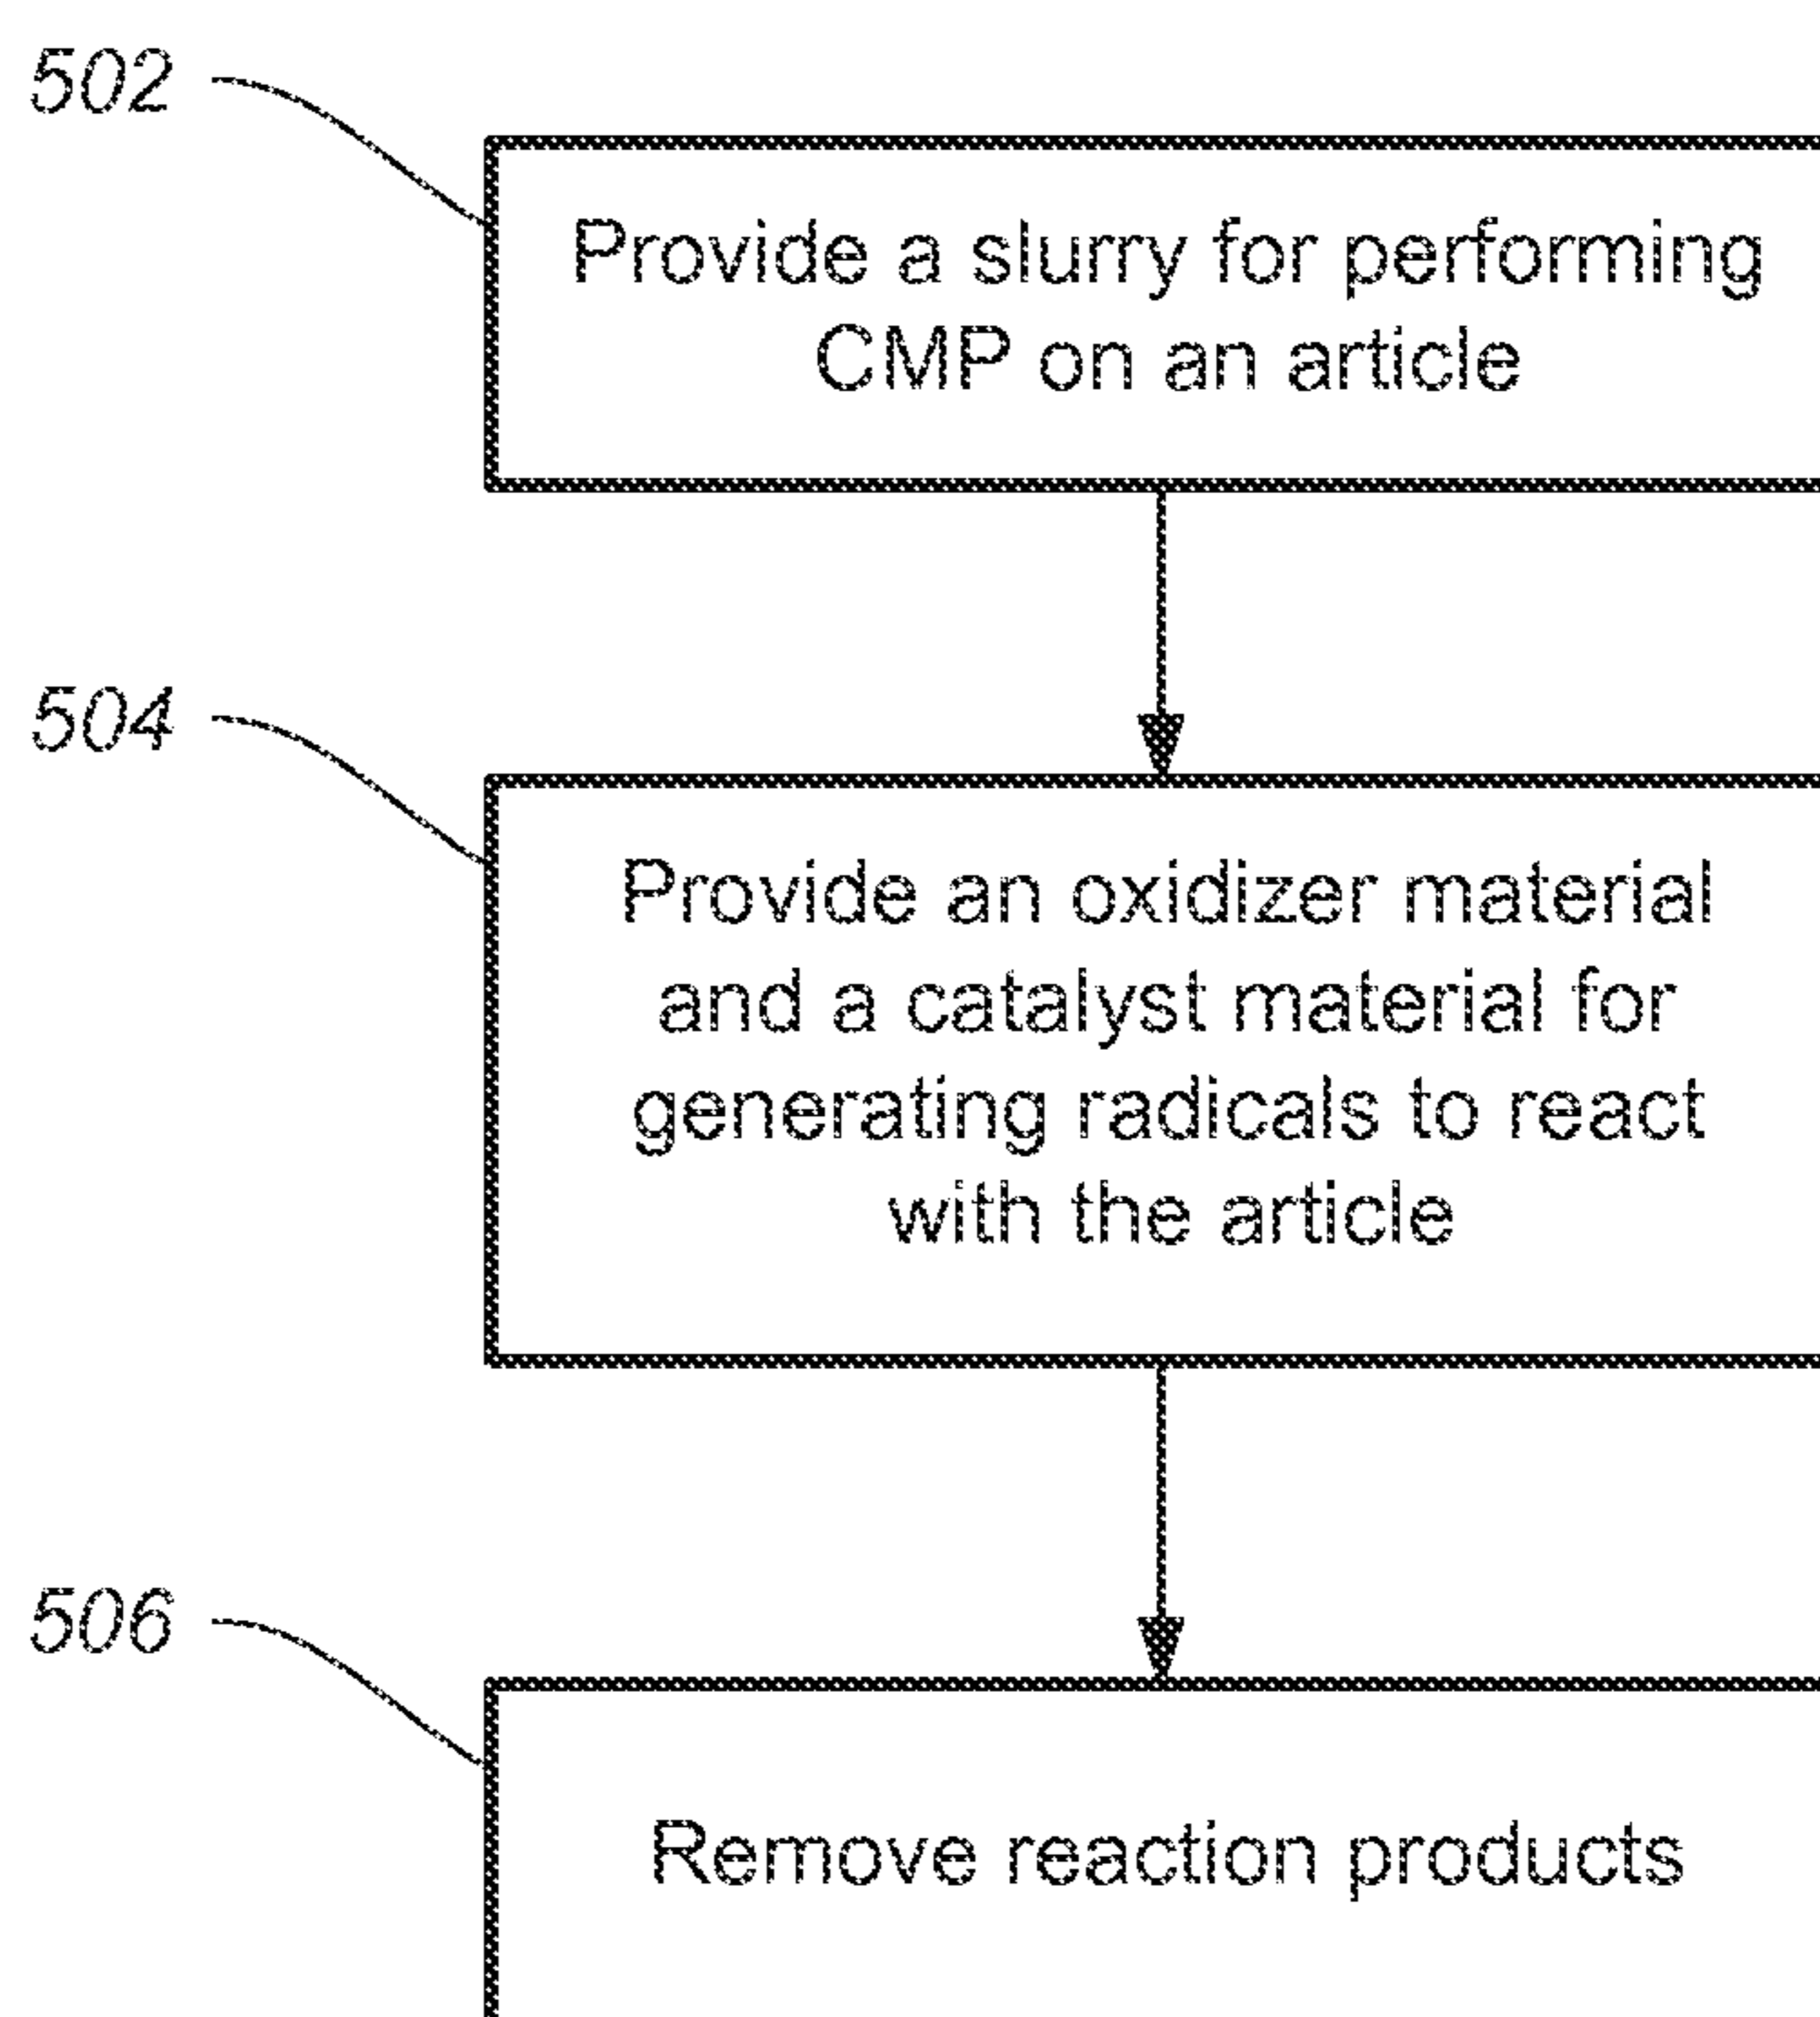 502
Provide a slurry for performing
CMP on an article
504
Provide an oxidizer material
and a catalyst material for
generating radicals to react
with the article
506
Remove reaction products